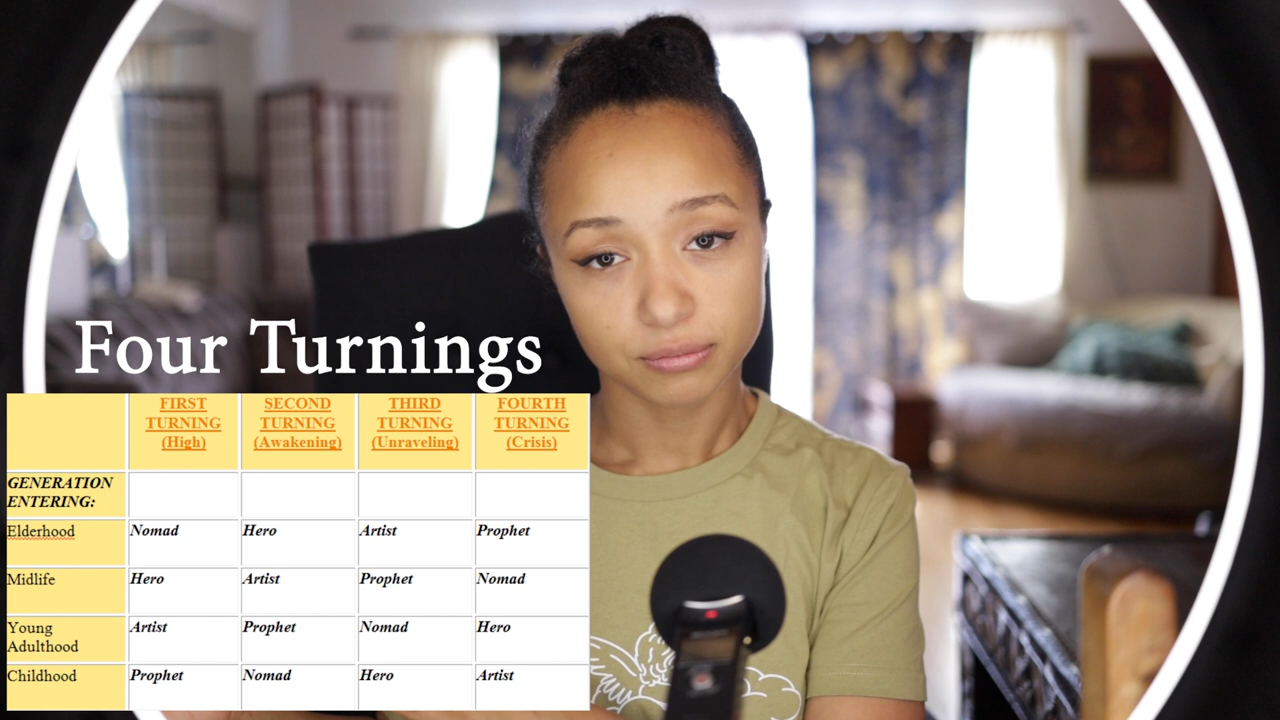 Four Turnings
FIRST TURNING (High) SECOND TURNING (Awakening) THIRD TURNING (Unraveling) FOURTH TURNING (Crisis)
GENERATION ENTERING:
Elderhood Nomad Hero Artist Prophet
Midlife Hero Artist Prophet Nomad
Young Adulthood Artist Prophet Nomad Hero
Childhood Prophet Nomad Hero Artist